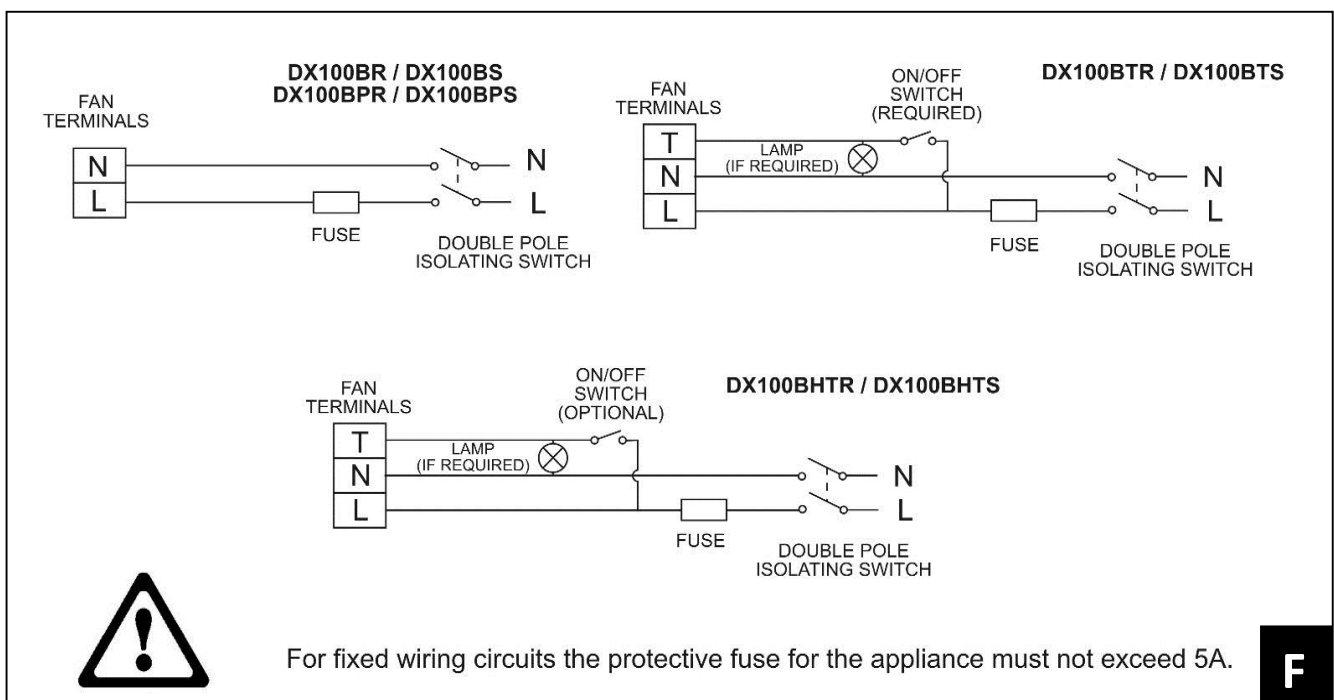 DX100BR / DX100BS
DX100BPR / DX100BPS
FAN
TERMINALS
N
L
FUSE
N
L
DOUBLE POLE
ISOLATING SWITCH
DX100BTR / DX100BTS
FAN
TERMINALS
ON/OFF
SWITCH
(REQUIRED)
T
N
L
LAMP
(IF REQUIRED)
FUSE
N
L
DOUBLE POLE
ISOLATING SWITCH
DX100BHTR / DX100BHTS
FAN
TERMINALS
ON/OFF
SWITCH
(OPTIONAL)
T
N
L
LAMP
(IF REQUIRED)
FUSE
N
L
DOUBLE POLE
ISOLATING SWITCH
!
For fixed wiring circuits the protective fuse for the appliance must not exceed 5A.
F